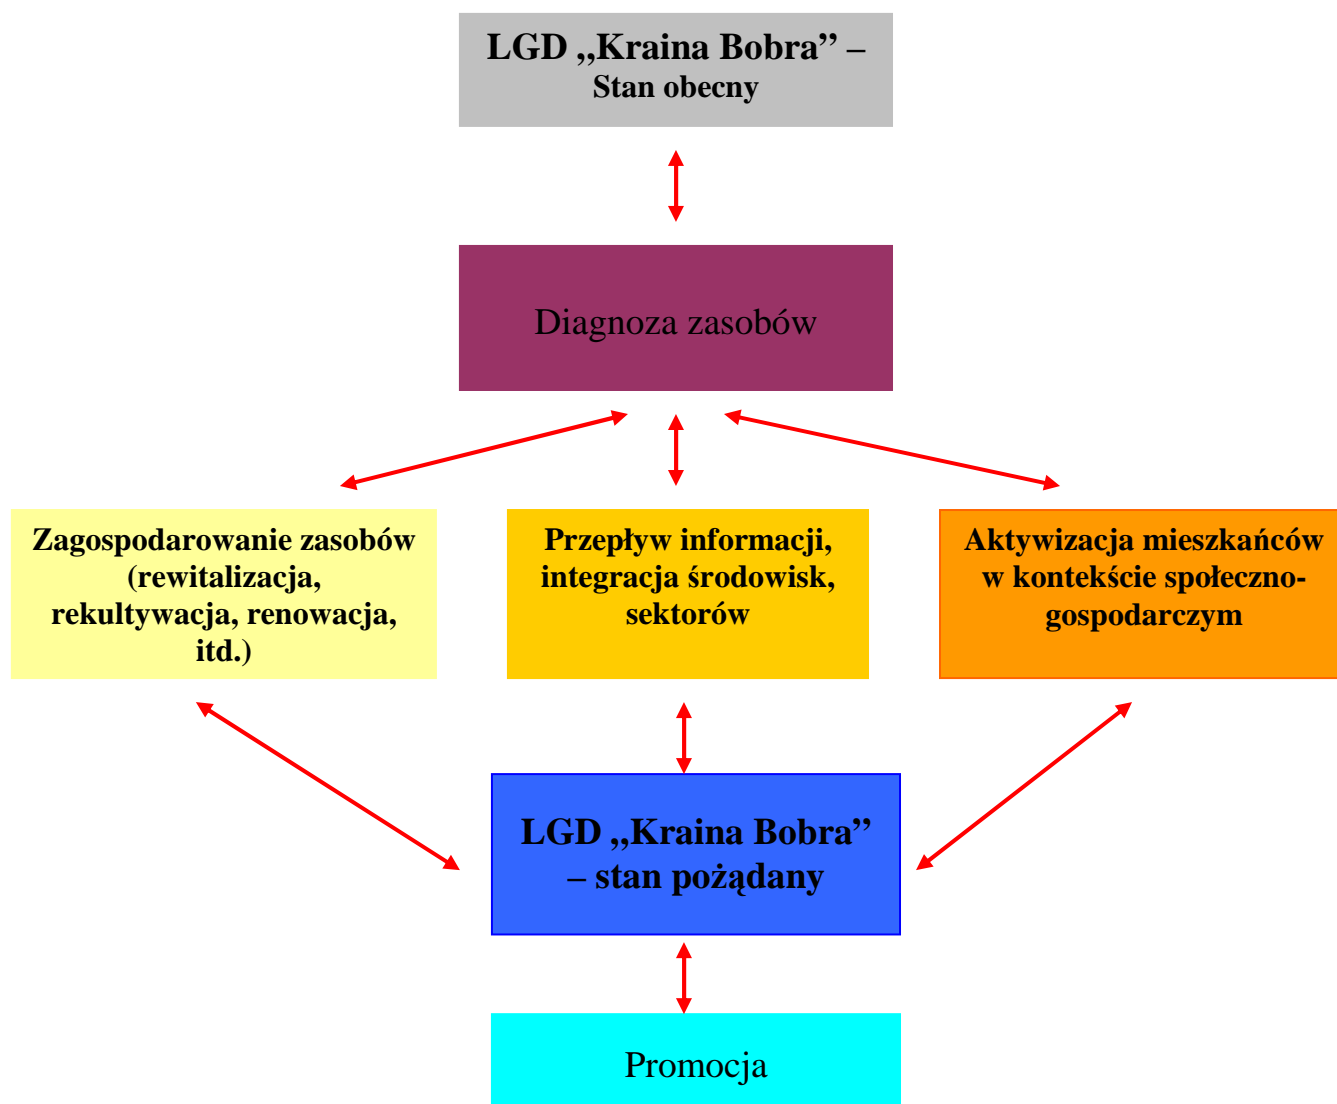 LGD „Kraina Bobra” –
Stan obecny
Diagnoza zasobów
Zagospodarowanie zasobów
(rewitalizacja,
rekultywacja, renowacja,
itd.)
Przepływ informacji,
integracja środowisk,
sektorów
Aktywizacja mieszkańców
w kontekście społeczno-
gospodarczym
LGD „Kraina Bobra”
– stan pożądany
Promocja